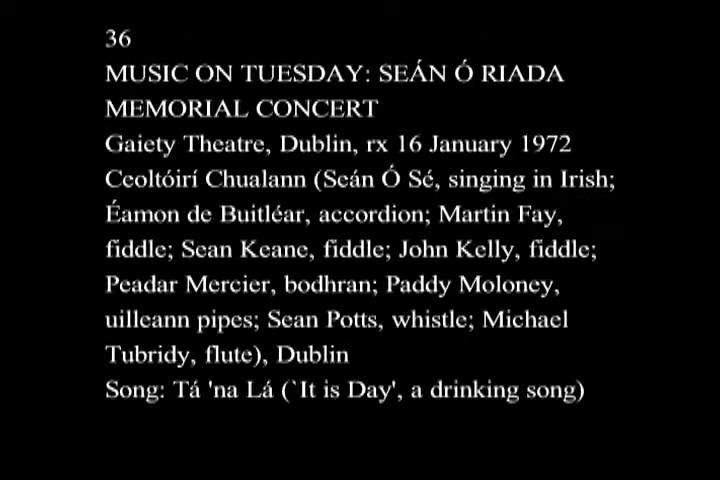 36
MUSIC ON TUESDAY: SEÁN Ó RIADA
MEMORIAL CONCERT
Gaiety Theatre, Dublin, rx 16 January 1972
Ceoltóirí Chualann (Seán Ó Sé, singing in Irish;
Éamon de Buitléar, accordion; Martin Fay,
fiddle; Sean Keane, fiddle; John Kelly, fiddle;
Peadar Mercier, bodhran; Paddy Moloney,
uilleann pipes; Sean Potts, whistle; Michael
Tubridy, flute), Dublin
Song: Tá 'na Lá (`It is Day', a drinking song)